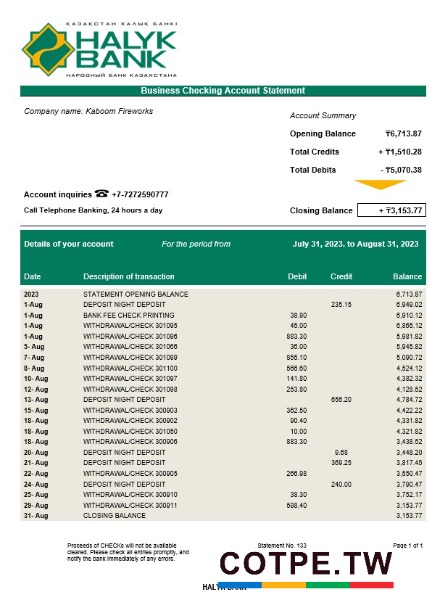 ҚАЗАҚСТАН ХАЛЫҚ БАНКІ
HALYK
BANK
НАРОДНЫЙ БАНК КАЗАХСТАНА
Business Checking Account Statement
Company name: Kaboom Fireworks
Account Summary
Opening Balance ₸6,713.87
Total Credits + ₸1,510.28
Total Debits - ₸5,070.38
Account inquiries ☎ +7-7272590777
Call Telephone Banking, 24 hours a day
Closing Balance + ₸3,153.77
Details of your account For the period from July 31, 2023. to August 31, 2023
Date Description of transaction Debit Credit Balance
2023 STATEMENT OPENING BALANCE 6,713.87
1-Aug DEPOSIT NIGHT DEPOSIT 235.15 6,949.02
1-Aug BANK FEE CHECK PRINTING 38.90 6,910.12
1-Aug WITHDRAWAL/CHECK 301095 45.00 6,865.12
1-Aug WITHDRAWAL/CHECK 301096 883.30 5,981.82
5- Aug WITHDRAWAL/CHECK 301066 36.00 5,945.82
7- Aug WITHDRAWAL/CHECK 301099 855.10 5,090.72
8- Aug WITHDRAWAL/CHECK 301100 566.60 4,524.12
10- Aug WITHDRAWAL/CHECK 301097 141.80 4,382.32
12- Aug WITHDRAWAL/CHECK 301098 253.80 4,128.52
13- Aug DEPOSIT NIGHT DEPOSIT 656.20 4,784.72
15- Aug WITHDRAWAL/CHECK 300903 362.50 4,422.22
18- Aug WITHDRAWAL/CHECK 300902 90.40 4,331.82
18- Aug WITHDRAWAL/CHECK 301050 10.00 4,321.82
18- Aug WITHDRAWAL/CHECK 300906 883.30 3,438.52
20- Aug DEPOSIT NIGHT DEPOSIT 9.68 3,448.20
21- Aug DEPOSIT NIGHT DEPOSIT 369.25 3,817.45
22- Aug WITHDRAWAL/CHECK 300905 266.98 3,550.47
24- Aug DEPOSIT NIGHT DEPOSIT 240.00 3,790.47
25- Aug WITHDRAWAL/CHECK 300910 38.30 3,752.17
29- Aug WITHDRAWAL/CHECK 300911 598.40 3,153.77
31- Aug CLOSING BALANCE 3,153.77
Proceeds of CHECKs will not be available
cleared. Please check all entries promptly, and
notify the bank immediately of any errors.
Statement No. 133
Page 1 of 1
COTPE.TW
HALYK BANK